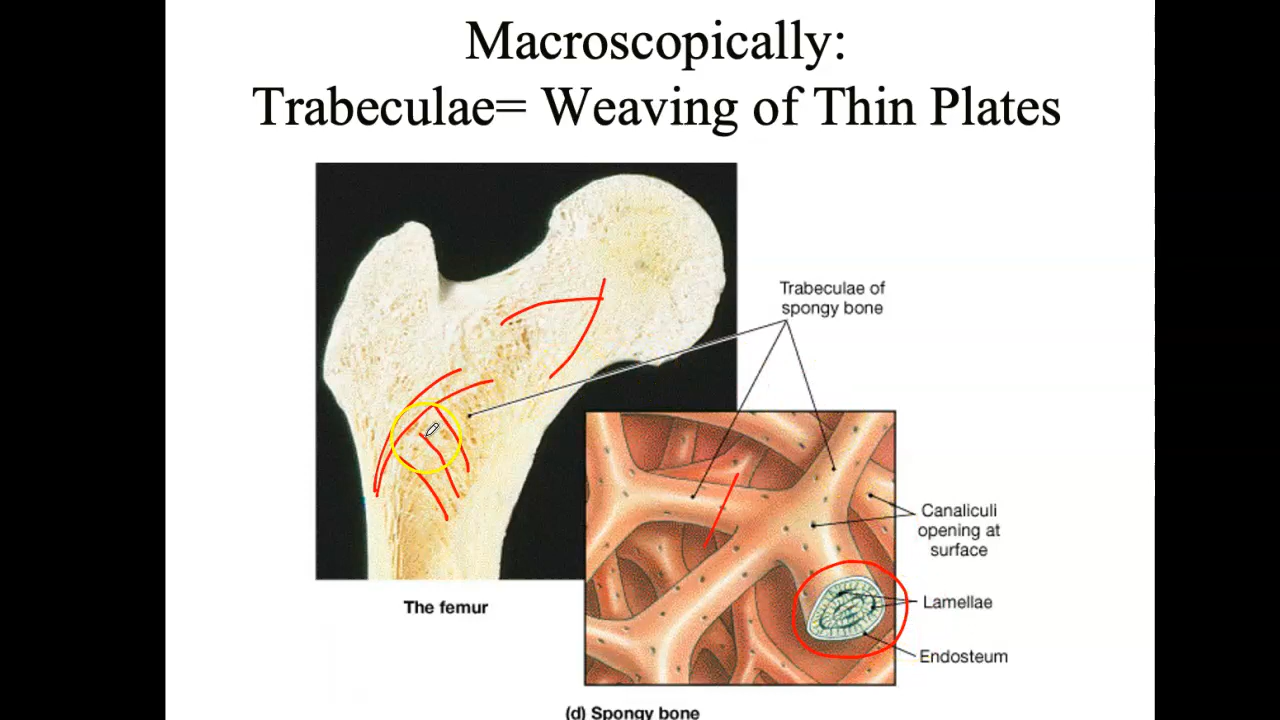 Macroscopically:
Trabeculae= Weaving of Thin Plates
Trabeculae of
spongy bone
Canaliculi
opening at
surface
Lamellae
Endosteum
The femur
(d) Spongy bone